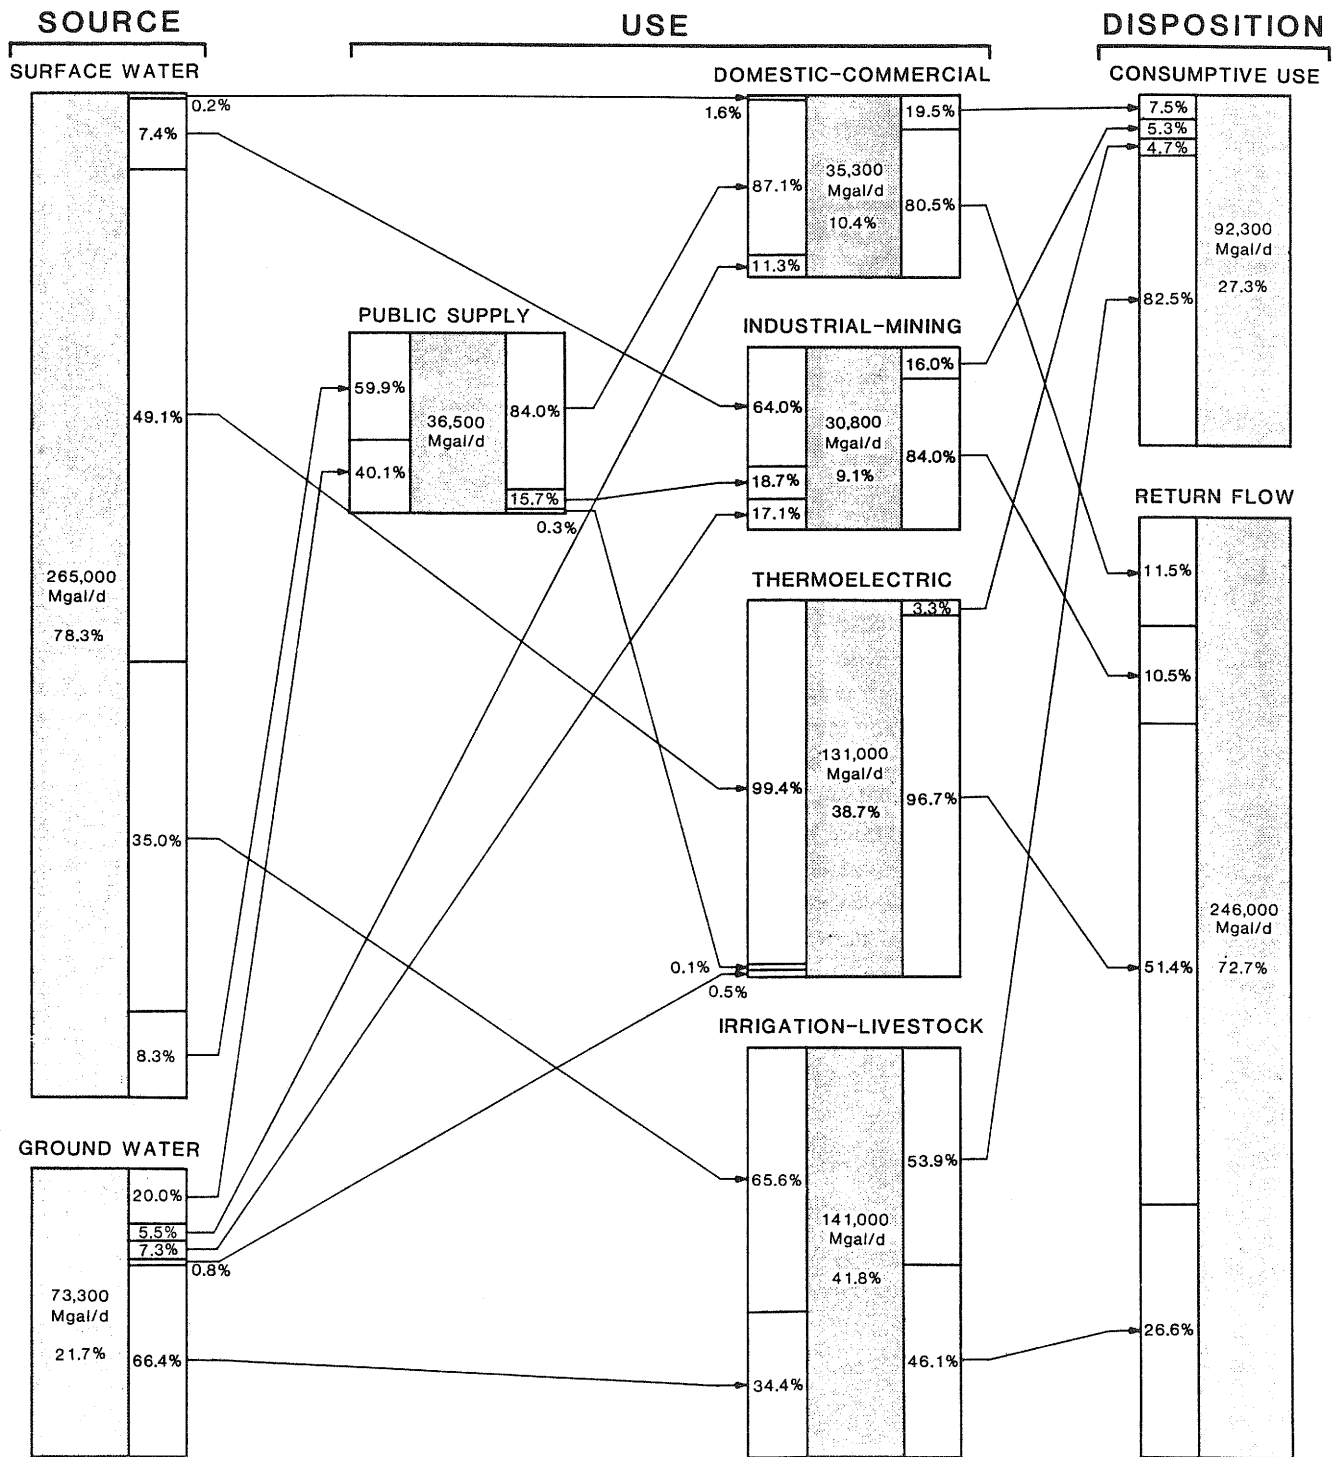 SOURCE
USE
DISPOSITION
SURFACE WATER
265,000
Mgal/d
78.3%
0.2%
7.4%
49.1%
35.0%
8.3%
GROUND WATER
73,300
Mgal/d
21.7%
20.0%
5.5%
7.3%
0.8%
66.4%
PUBLIC SUPPLY
59.9%
40.1%
36,500
Mgal/d
84.0%
15.7%
0.3%
DOMESTIC-COMMERCIAL
1.6%
87.1%
11.3%
35,300
Mgal/d
10.4%
19.5%
80.5%
INDUSTRIAL-MINING
64.0%
18.7%
17.1%
30,800
Mgal/d
9.1%
16.0%
84.0%
THERMOELECTRIC
99.4%
0.1%
0.5%
131,000
Mgal/d
38.7%
3.3%
96.7%
IRRIGATION-LIVESTOCK
65.6%
34.4%
141,000
Mgal/d
41.8%
53.9%
46.1%
CONSUMPTIVE USE
7.5%
5.3%
4.7%
82.5%
92,300
Mgal/d
27.3%
RETURN FLOW
11.5%
10.5%
51.4%
26.6%
246,000
Mgal/d
72.7%